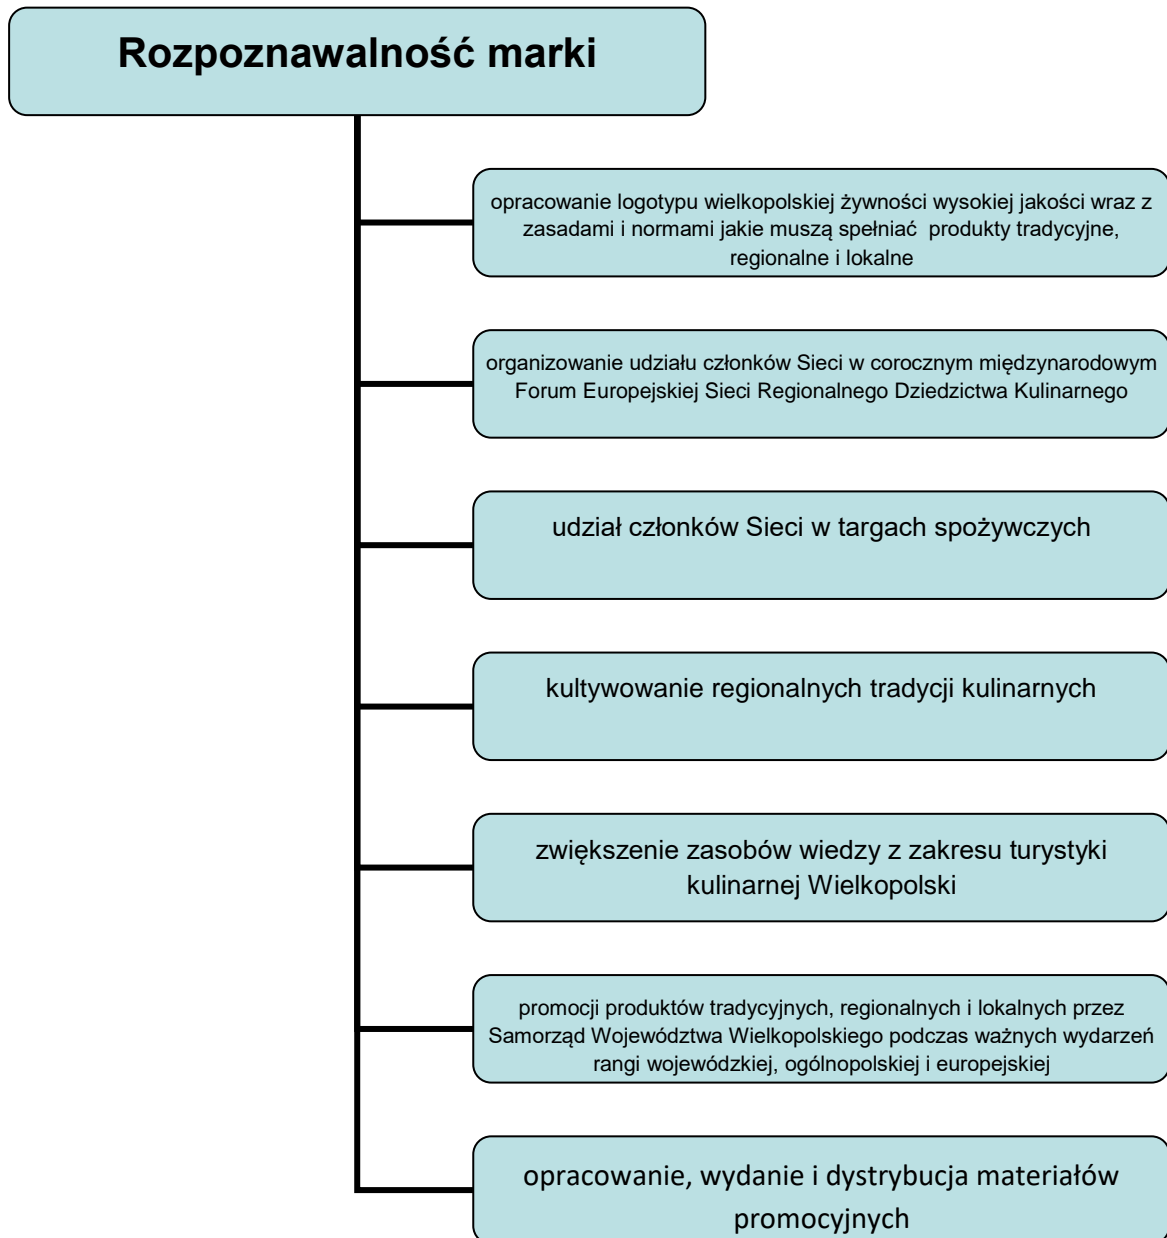 Rozpoznawalność marki
opracowanie logotypu wielkopolskiej żywności wysokiej jakości wraz z
zasadami i normami jakie muszą spełniać produkty tradycyjne,
regionalne i lokalne
organizowanie udziału członków Sieci w corocznym międzynarodowym
Forum Europejskiej Sieci Regionalnego Dziedzictwa Kulinarnego
udział członków Sieci w targach spożywczych
kultywowanie regionalnych tradycji kulinarnych
zwiększenie zasobów wiedzy z zakresu turystyki
kulinarnej Wielkopolski
promocji produktów tradycyjnych, regionalnych i lokalnych przez
Samorząd Województwa Wielkopolskiego podczas ważnych wydarzeń
rangi wojewódzkiej, ogólnopolskiej i europejskiej
opracowanie, wydanie i dystrybucja materiałów
promocyjnych